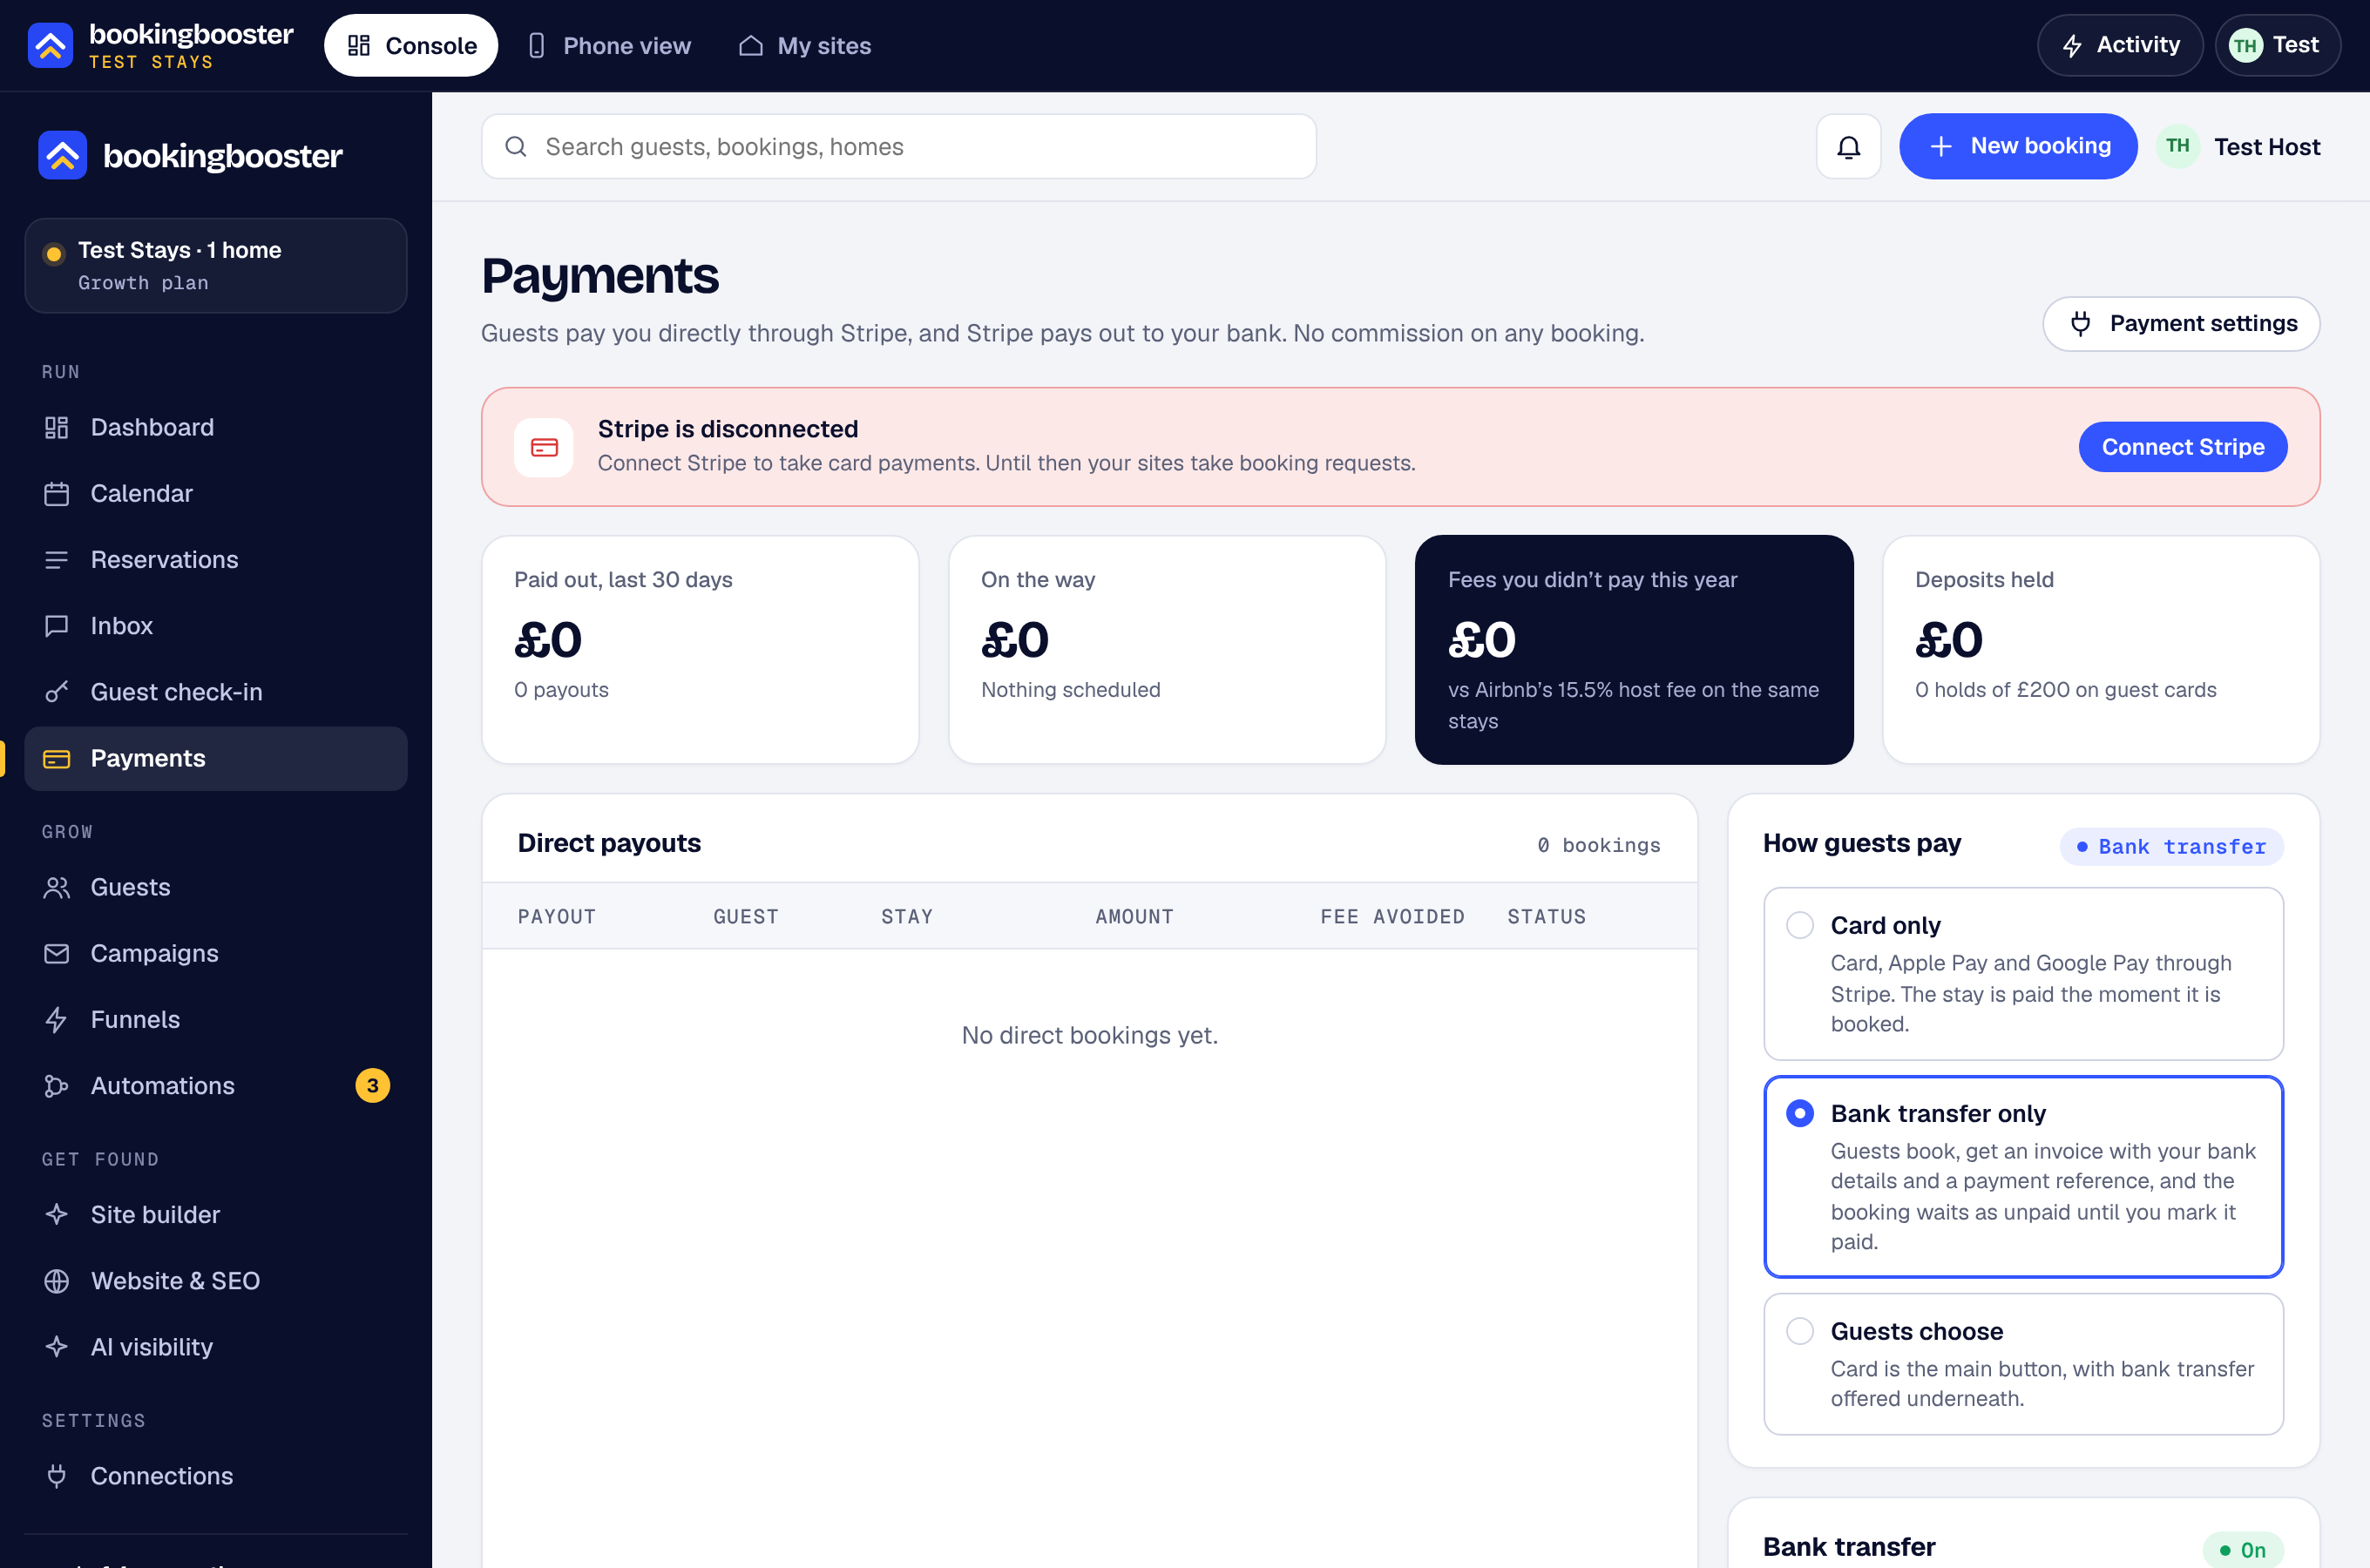 bookingbooster
TEST STAYS
Console
Phone view
My sites
Activity
TH
Test
bookingbooster
Test Stays · 1 home
Growth plan
RUN
Dashboard
Calendar
Reservations
Inbox
Guest check-in
Payments
GROW
Guests
Campaigns
Funnels
Automations
3
GET FOUND
Site builder
Website & SEO
AI visibility
SETTINGS
Connections
Search guests, bookings, homes
New booking
TH
Test Host
Payments
Guests pay you directly through Stripe, and Stripe pays out to your bank. No commission on any booking.
Payment settings
Stripe is disconnected
Connect Stripe to take card payments. Until then your sites take booking requests.
Connect Stripe
Paid out, last 30 days
£0
0 payouts
On the way
£0
Nothing scheduled
Fees you didn’t pay this year
£0
vs Airbnb’s 15.5% host fee on the same
stays
Deposits held
£0
0 holds of £200 on guest cards
Direct payouts
0 bookings
PAYOUT GUEST STAY AMOUNT FEE AVOIDED STATUS
No direct bookings yet.
How guests pay
Bank transfer
Card only
Card, Apple Pay and Google Pay through
Stripe. The stay is paid the moment it is
booked.
Bank transfer only
Guests book, get an invoice with your bank
details and a payment reference, and the
booking waits as unpaid until you mark it
paid.
Guests choose
Card is the main button, with bank transfer
offered underneath.
Bank transfer
On